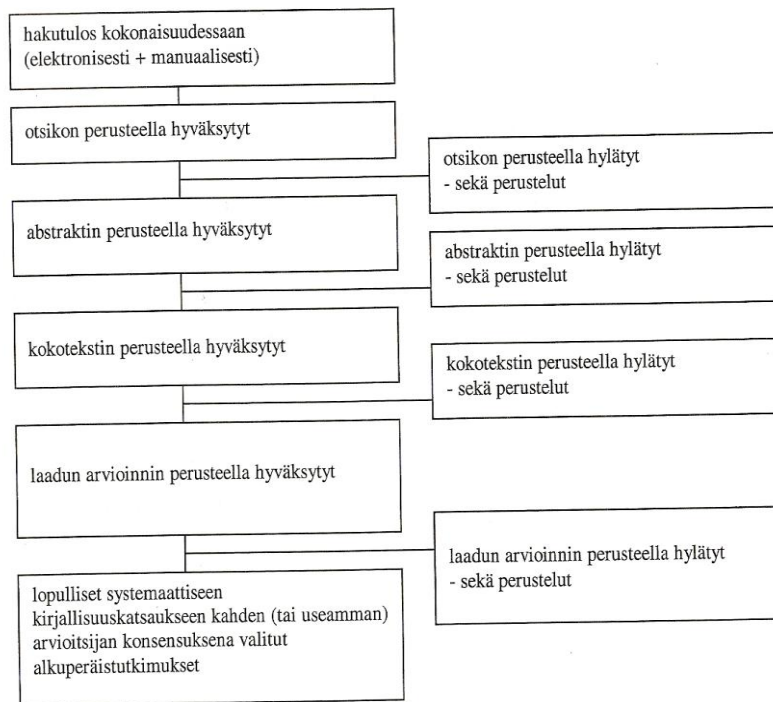 hakutulos kokonaisuudessaan
(elektronisesti + manuaalisesti)
otsikon perusteella hyväksytyt
otsikon perusteella hylätyt
- sekä perustelut
abstraktin perusteella hyväksytyt
abstraktin perusteella hylätyt
- sekä perustelut
kokotekstin perusteella hyväksytyt
kokotekstin perusteella hylätyt
- sekä perustelut
laadun arvioinnin perusteella hyväksytyt
laadun arvioinnin perusteella hylätyt
- sekä perustelut
lopulliset systemaattiseen
kirjallisuuskatsaukseen kahden (tai useamman)
arvioitsijan konsensuksena valitut
alkuperäistutkimukset